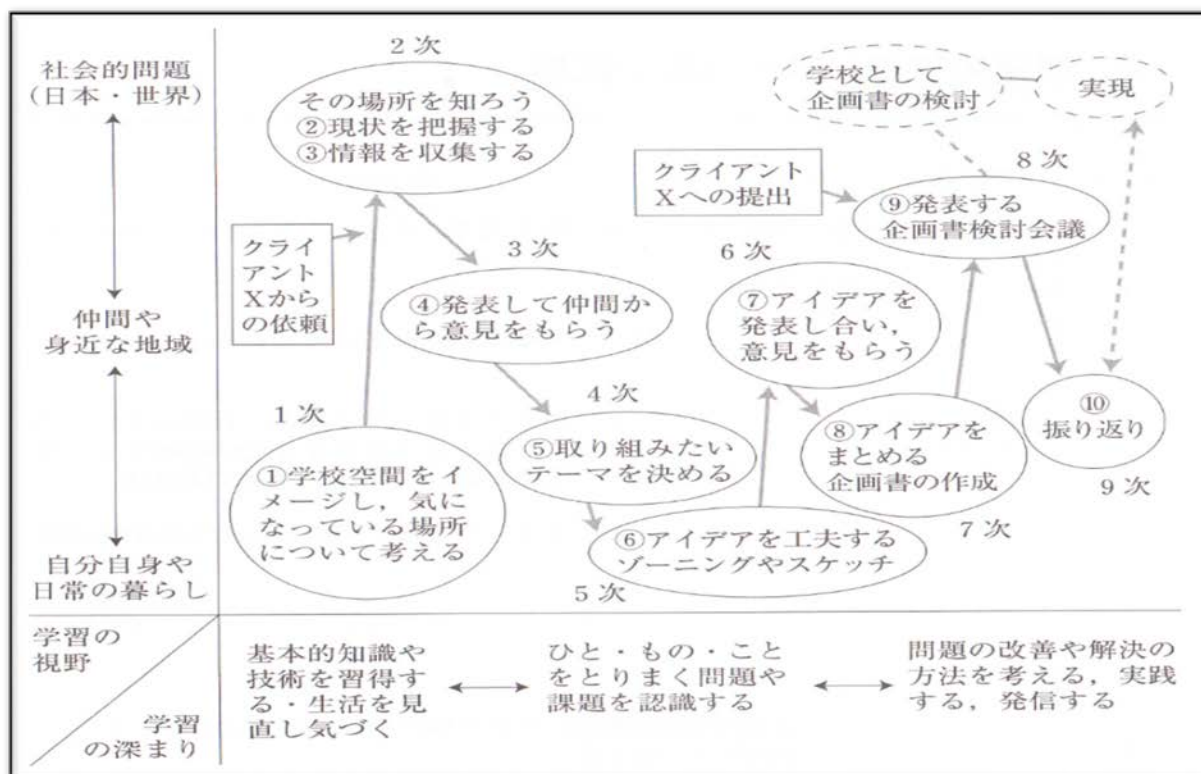 社会的問題
(日本・世界)
仲間や
身近な地域
自分自身や
日常の暮らし
1次
①学校空間をイ
メージし，気に
なっている場所
について考える
クライ
アント
Xから
の依頼
2次
その場所を知ろう
②現状を把握する
③情報を収集する
3次
④発表して仲間か
ら意見をもらう
4次
⑤取り組みたい
テーマを決める
⑥アイデアを工夫する
ゾーニングやスケッチ
5次
6次
⑦アイデアを
発表し合い，
意見をもらう
⑧アイデアを
まとめる
企画書の作成
7次
クライアント
Xへの提出
8次
⑨発表する
企画書検討会議
学校として
企画書の検討
実現
⑩
振り返り
9次
学習の
視野
学習
の深まり
基本的知識や
技術を習得す
る・生活を見
直し気づく
ひと・もの・こと
をとりまく問題や
課題を認識する
問題の改善や解決の
方法を考える，実践
する，発信する